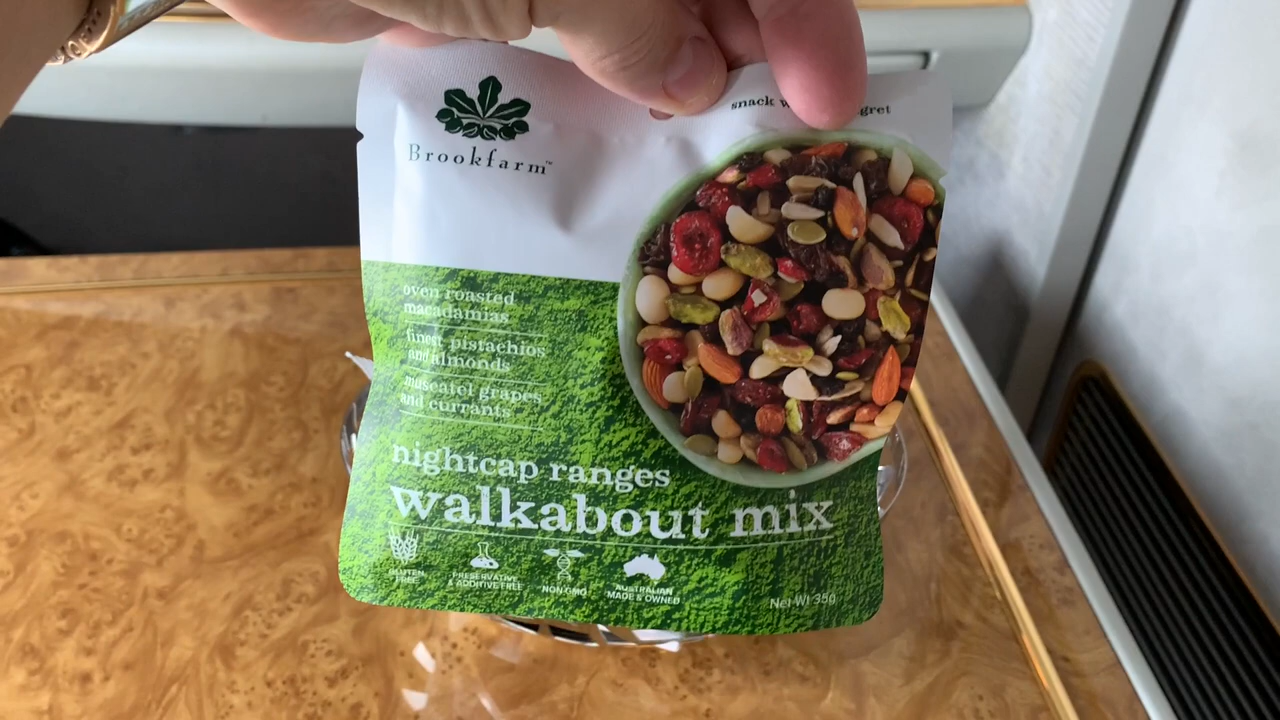 Brookfarm™
snack w gret
oven roasted
macadamias
finest pistachios
and almonds
muscatel grapes
and currants
nightcap ranges
walkabout mix
GLUTEN
FREE
PRESERVATIVE
& ADDITIVE FREE
NON GMO
AUSTRALIAN
MADE & OWNED
Net Wt 35g